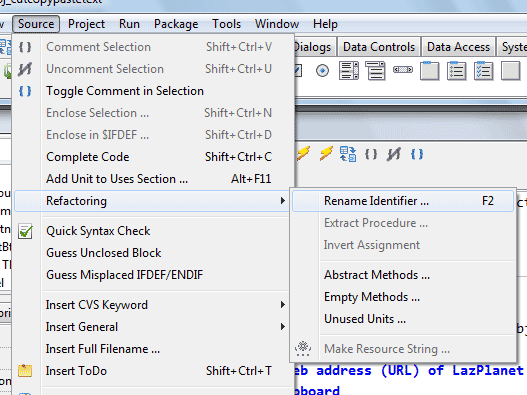 Source Project Run Package Tools Window Help
Comment Selection Shift+Ctrl+V
Dialogs Data Controls Data Access
Uncomment Selection Shift+Ctrl+U
Toggle Comment in Selection
Enclose Selection ... Shift+Ctrl+N
Enclose in $IFDEF ... Shift+Ctrl+D
Complete Code Shift+Ctrl+C
Add Unit to Uses Section ... Alt+F11
Refactoring
Rename Identifier ... F2
Extract Procedure ...
Quick Syntax Check
Invert Assignment
Guess Unclosed Block
Abstract Methods ...
Guess Misplaced IFDEF/ENDIF
Empty Methods ...
Insert CVS Keyword
Unused Units ...
Insert General
Insert Full Filename ...
Make Resource String ...
Insert ToDo Shift+Ctrl+T
eb address (URL) of LazPlanet
pboard